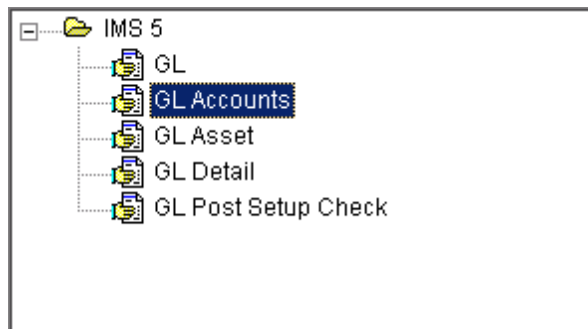 IMS 5
GL
GL Accounts
GL Asset
GL Detail
GL Post Setup Check